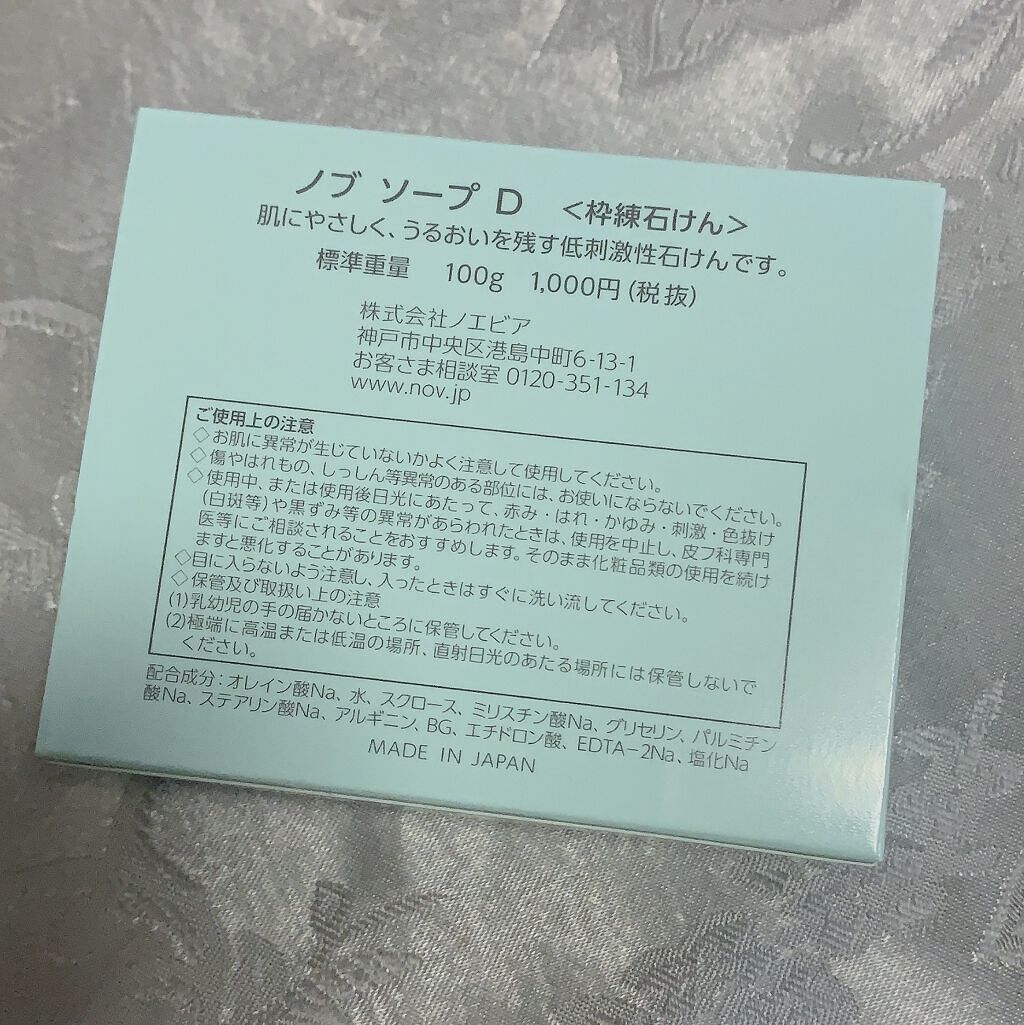 ノブ ソープ D <枠練石けん>
肌にやさしく、うるおいを残す低刺激性石けんです。
標準重量 100g 1,000円(税抜)
株式会社ノエビア
神戸市中央区港島中町6-13-1
お客さま相談室 0120-351-134
www.nov.jp
ご使用上の注意
◇お肌に異常が生じていないかよく注意して使用してください。
◇傷やはれもの、しっしん等異常のある部位には、お使いにならないでください。
◇使用中、または使用後日光にあたって、赤み・はれ・かゆみ・刺激・色抜け
(白斑等)や黒ずみ等の異常があらわれたときは、使用を中止し、皮フ科専門
医等にご相談されることをおすすめします。そのまま化粧品類の使用を続け
ますと悪化することがあります。
◇目に入らないよう注意し、入ったときはすぐに洗い流してください。
◇保管及び取扱い上の注意
(1)乳幼児の手の届かないところに保管してください。
(2)極端に高温または低温の場所、直射日光のあたる場所には保管しないで
ください。
配合成分:オレイン酸Na、水、スクロース、ミリスチン酸Na、グリセリン、パルミチン
酸Na、ステアリン酸Na、アルギニン、BG、エチドロン酸、EDTA-2Na、塩化Na
MADE IN JAPAN